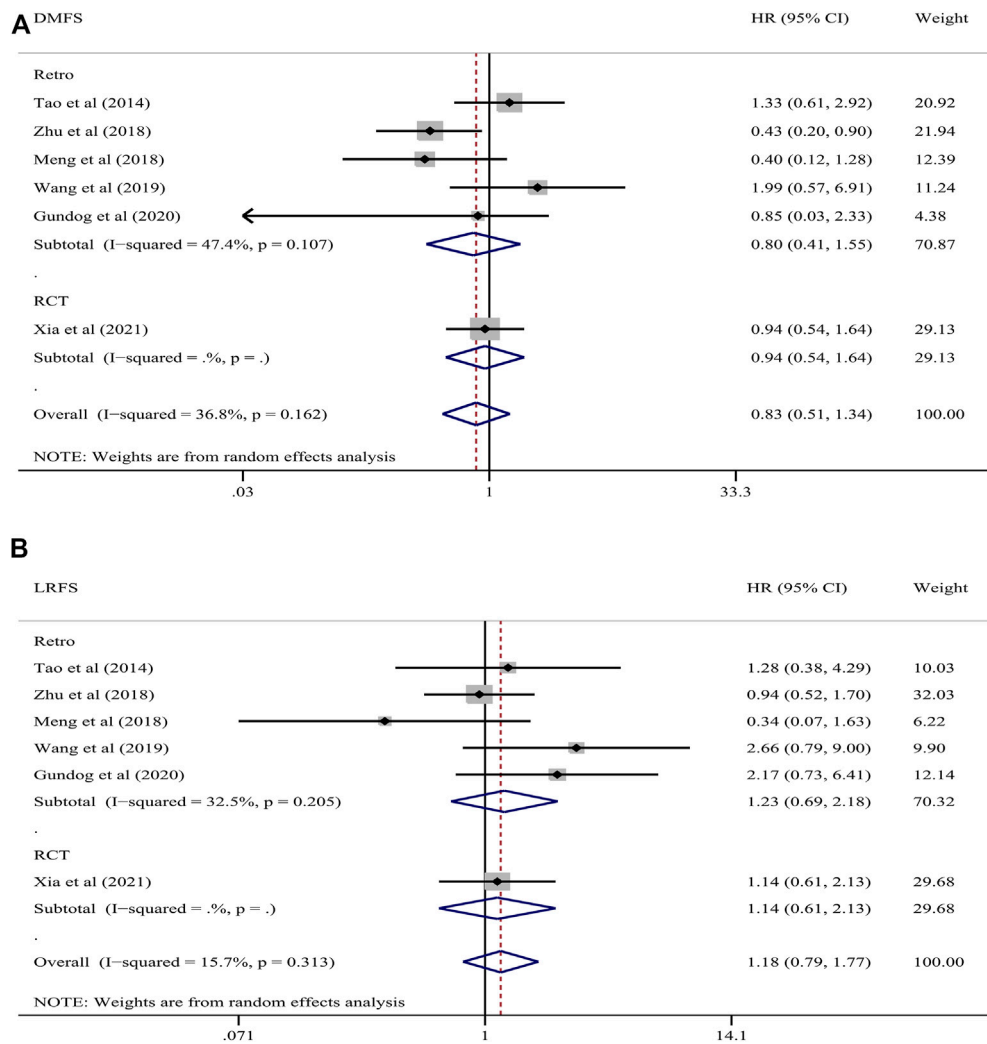 A DMFS HR (95% CI) Weight
Retro
Tao et al (2014) 1.33 (0.61, 2.92) 20.92
Zhu et al (2018) 0.43 (0.20, 0.90) 21.94
Meng et al (2018) 0.40 (0.12, 1.28) 12.39
Wang et al (2019) 1.99 (0.57, 6.91) 11.24
Gundog et al (2020) 0.85 (0.03, 2.33) 4.38
Subtotal (I−squared = 47.4%, p = 0.107) 0.80 (0.41, 1.55) 70.87
.
RCT
Xia et al (2021) 0.94 (0.54, 1.64) 29.13
Subtotal (I−squared = .%, p = .) 0.94 (0.54, 1.64) 29.13
.
Overall (I−squared = 36.8%, p = 0.162) 0.83 (0.51, 1.34) 100.00
NOTE: Weights are from random effects analysis
.03 1 33.3
B
LRFS HR (95% CI) Weight
Retro
Tao et al (2014) 1.28 (0.38, 4.29) 10.03
Zhu et al (2018) 0.94 (0.52, 1.70) 32.03
Meng et al (2018) 0.34 (0.07, 1.63) 6.22
Wang et al (2019) 2.66 (0.79, 9.00) 9.90
Gundog et al (2020) 2.17 (0.73, 6.41) 12.14
Subtotal (I−squared = 32.5%, p = 0.205) 1.23 (0.69, 2.18) 70.32
.
RCT
Xia et al (2021) 1.14 (0.61, 2.13) 29.68
Subtotal (I−squared = .%, p = .) 1.14 (0.61, 2.13) 29.68
.
Overall (I−squared = 15.7%, p = 0.313) 1.18 (0.79, 1.77) 100.00
NOTE: Weights are from random effects analysis
.071 1 14.1